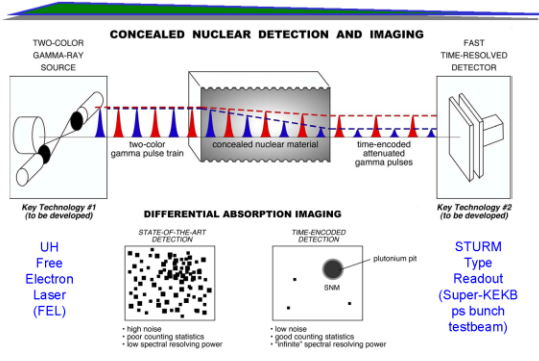 CONCEALED NUCLEAR DETECTION AND IMAGING
TWO-COLOR
GAMMA-RAY
SOURCE
FAST
TIME-RESOLVED
DETECTOR
two-color
gamma pulse train
concealed nuclear material
time-encoded
attenuated
gamma pulses
Key Technology #1
(to be developed)
Key Technology #2
(to be developed)
DIFFERENTIAL ABSORPTION IMAGING
UH
Free
Electron
Laser
(FEL)
STATE-OF-THE-ART
DETECTION
• high noise
• poor counting statistics
• low spectral resolving power
TIME-ENCODED
DETECTION
plutonium pit
SNM
• low noise
• good counting statistics
• "infinite" spectral resolving power
STURM
Type
Readout
(Super-KEKB
ps bunch
testbeam)